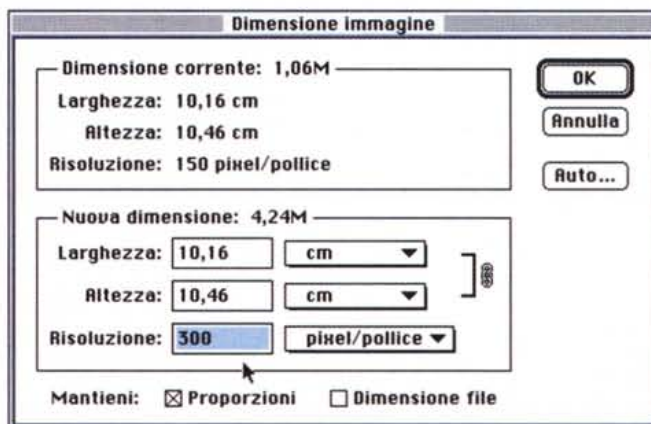 Dimensione immagine
Dimensione corrente: 1,06M
Larghezza: 10,16 cm
Altezza: 10,46 cm
Risoluzione: 150 pixel/pollice
OK
Annulla
Auto...
Nuova dimensione: 4,24M
Larghezza: 10,16 cm
Altezza: 10,46 cm
Risoluzione: 300 pixel/pollice
Mantieni: Proporzioni Dimensione file